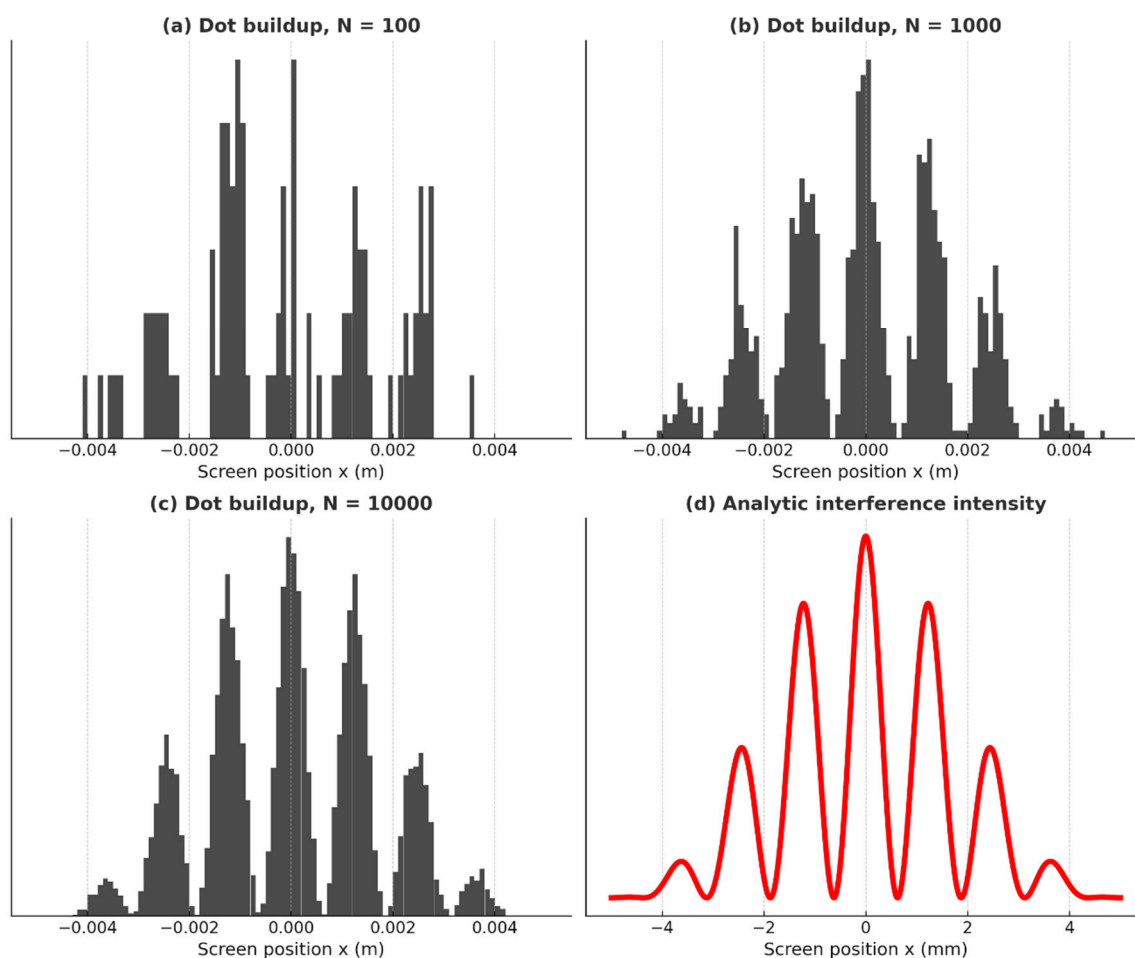 (a) Dot buildup, N = 100
−0.004 −0.002 0.000 0.002 0.004
Screen position x (m)
(b) Dot buildup, N = 1000
−0.004 −0.002 0.000 0.002 0.004
Screen position x (m)
(c) Dot buildup, N = 10000
−0.004 −0.002 0.000 0.002 0.004
Screen position x (m)
(d) Analytic interference intensity
−4 −2 0 2 4
Screen position x (mm)